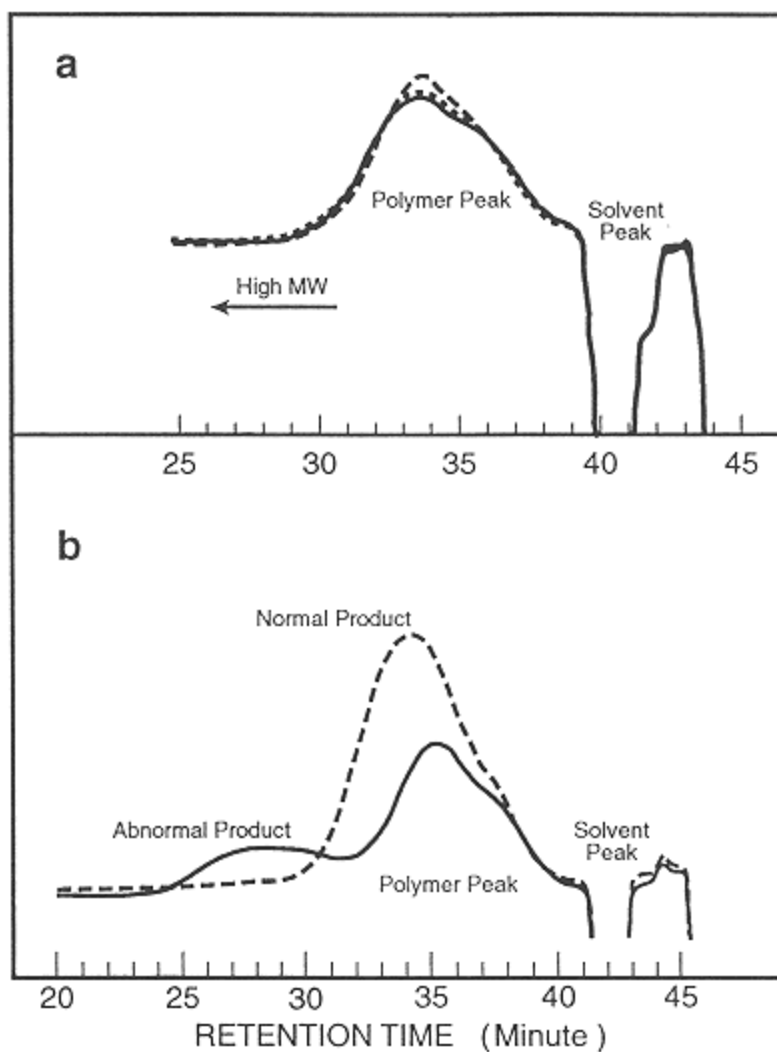 a
Polymer Peak
Solvent
Peak
High MW
25 30 35 40 45
b
Normal Product
Abnormal Product
Solvent
Peak
Polymer Peak
20 25 30 35 40 45
RETENTION TIME (Minute)